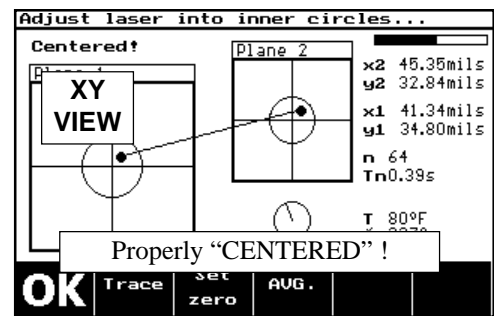 Adjust laser into inner circles...
Centered!
Plane 2
XY
VIEW
x2 45.35mils
y2 32.84mils
x1 41.34mils
y1 34.80mils
n 64
Tn0.39s
T 80ºF
Properly “CENTERED” !
OK
Trace
Set
zero
AVG.